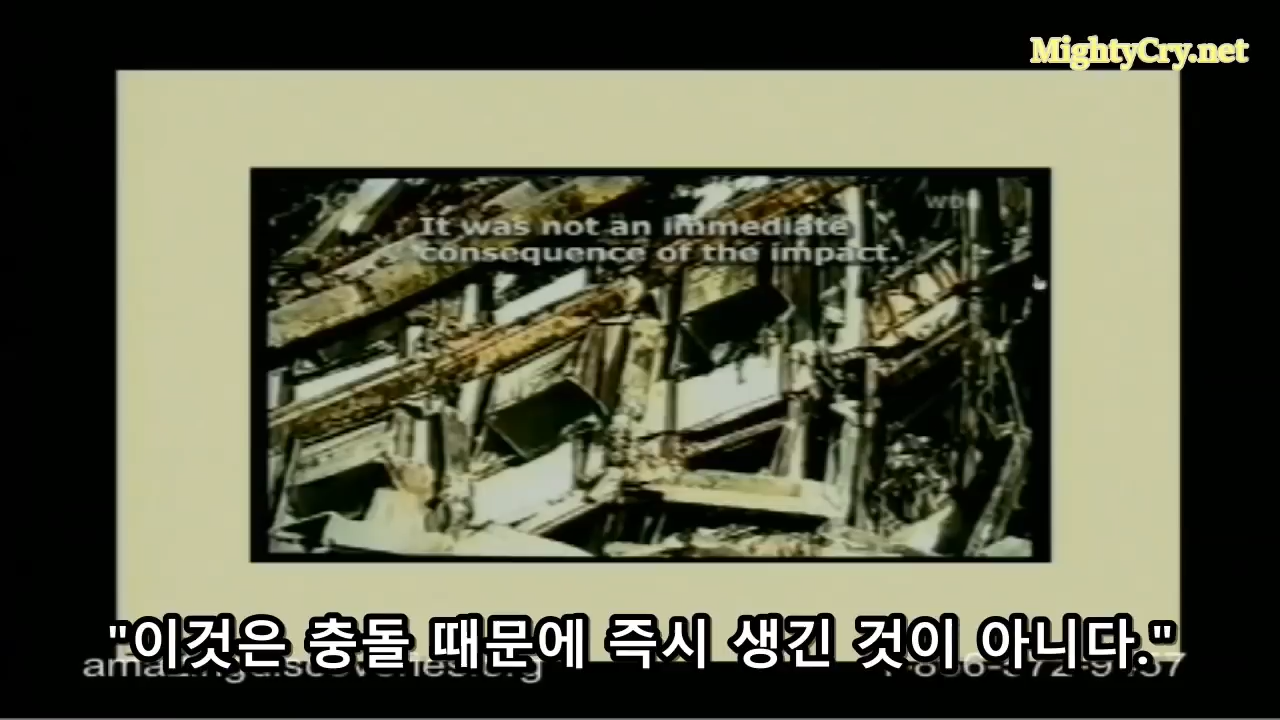 MightyCry.net
It was not an immediate
consequence of the impact.
"이것은 충돌 때문에 즉시 생긴 것이 아니다."